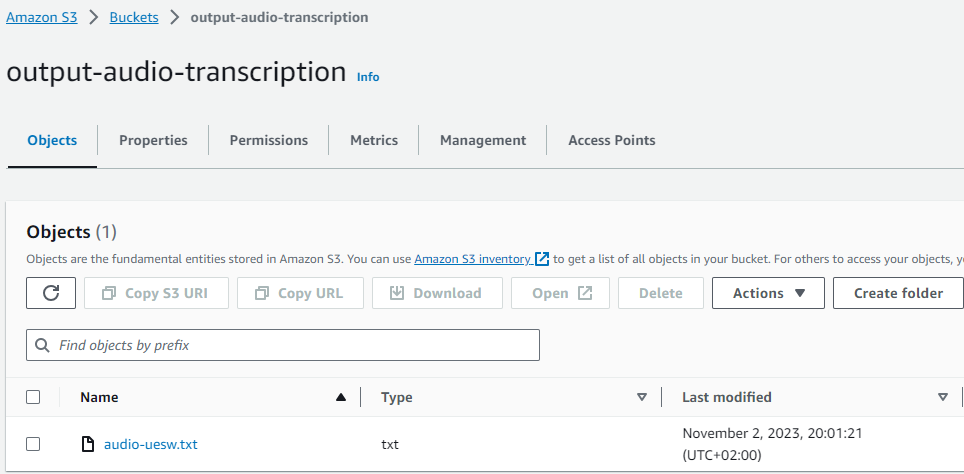 Amazon S3 > Buckets > output-audio-transcription
output-audio-transcription Info
Objects Properties Permissions Metrics Management Access Points
Objects (1)
Objects are the fundamental entities stored in Amazon S3. You can use Amazon S3 inventory to get a list of all objects in your bucket. For others to access your objects,
Copy S3 URI Copy URL Download Open Delete Actions Create folder
Find objects by prefix
Name Type Last modified
audio-uesw.txt txt November 2, 2023, 20:01:21
(UTC+02:00)